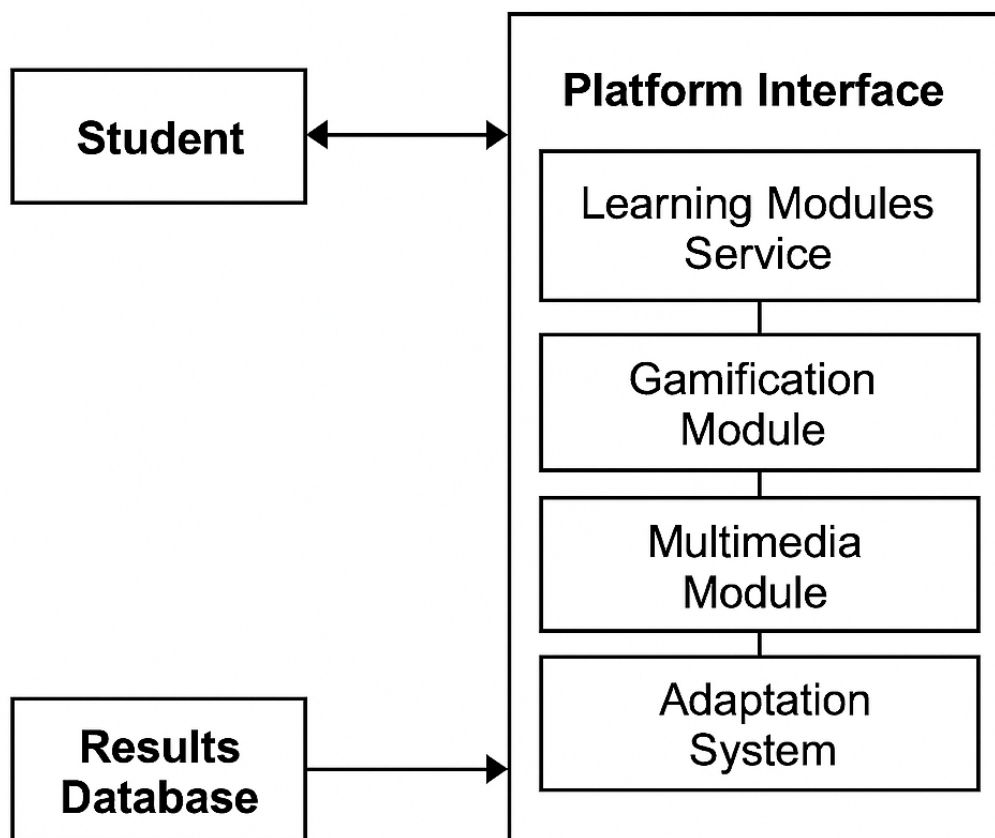 Student
Platform Interface
Learning Modules
Service
Gamification
Module
Multimedia
Module
Adaptation
System
Results
Database